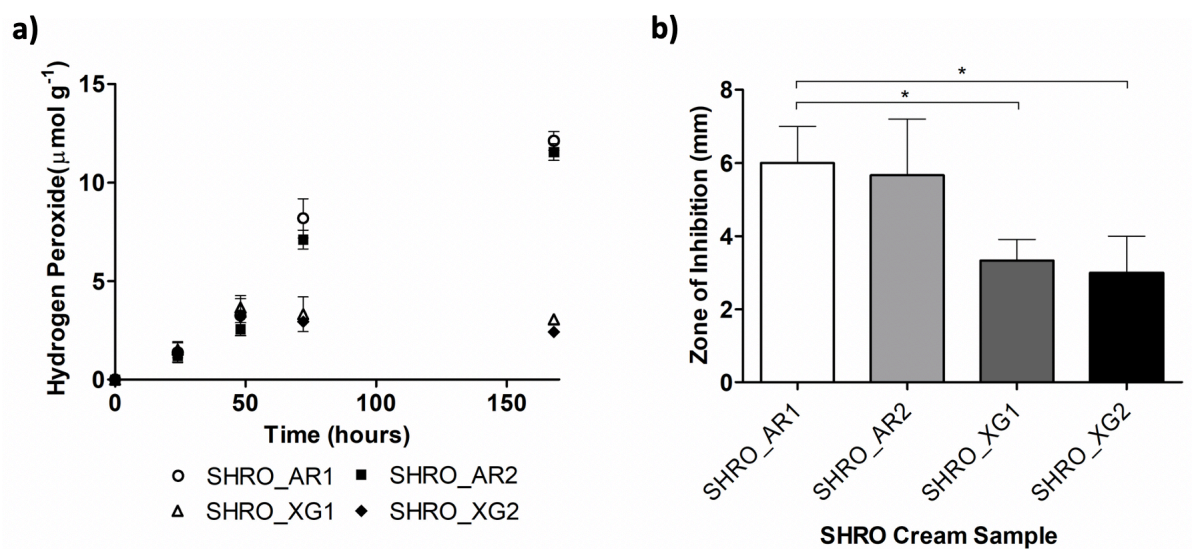 a)
Hydrogen Peroxide(μmol g⁻¹)
15
10
5
0
0 50 100 150
Time (hours)
SHRO_AR1 SHRO_AR2
SHRO_XG1 SHRO_XG2
b)
Zone of Inhibition (mm)
8
6
4
2
0
*
*
SHRO_AR1
SHRO_AR2
SHRO_XG1
SHRO_XG2
SHRO Cream Sample